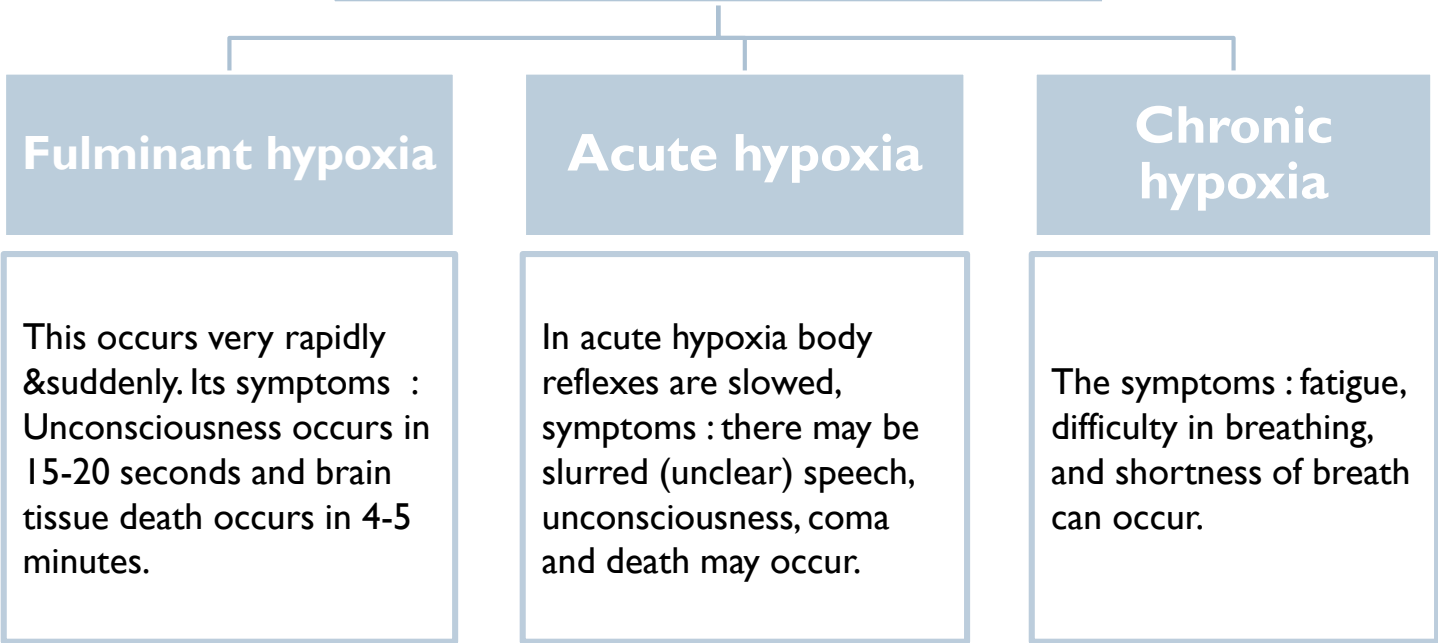 Fulminant hypoxia
This occurs very rapidly
&suddenly. Its symptoms  :
Unconsciousness occurs in
15-20 seconds and brain
tissue death occurs in 4-5
minutes.
Acute hypoxia
In acute hypoxia body
reflexes are slowed,
symptoms : there may be
slurred (unclear) speech,
unconsciousness, coma
and death may occur.
Chronic
hypoxia
The symptoms : fatigue,
difficulty in breathing,
and shortness of breath
can occur.